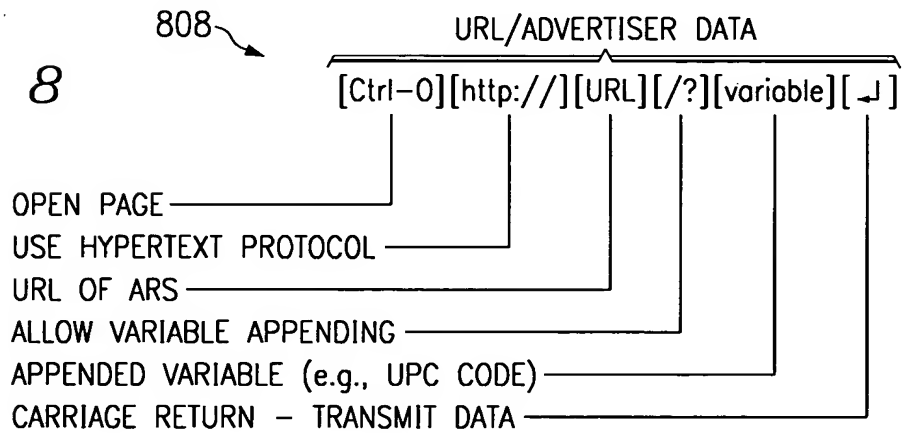 808
URL/ADVERTISER DATA
8
[Ctrl-O][http://][URL][/?][variable][↵]
OPEN PAGE
USE HYPERTEXT PROTOCOL
URL OF ARS
ALLOW VARIABLE APPENDING
APPENDED VARIABLE (e.g., UPC CODE)
CARRIAGE RETURN – TRANSMIT DATA